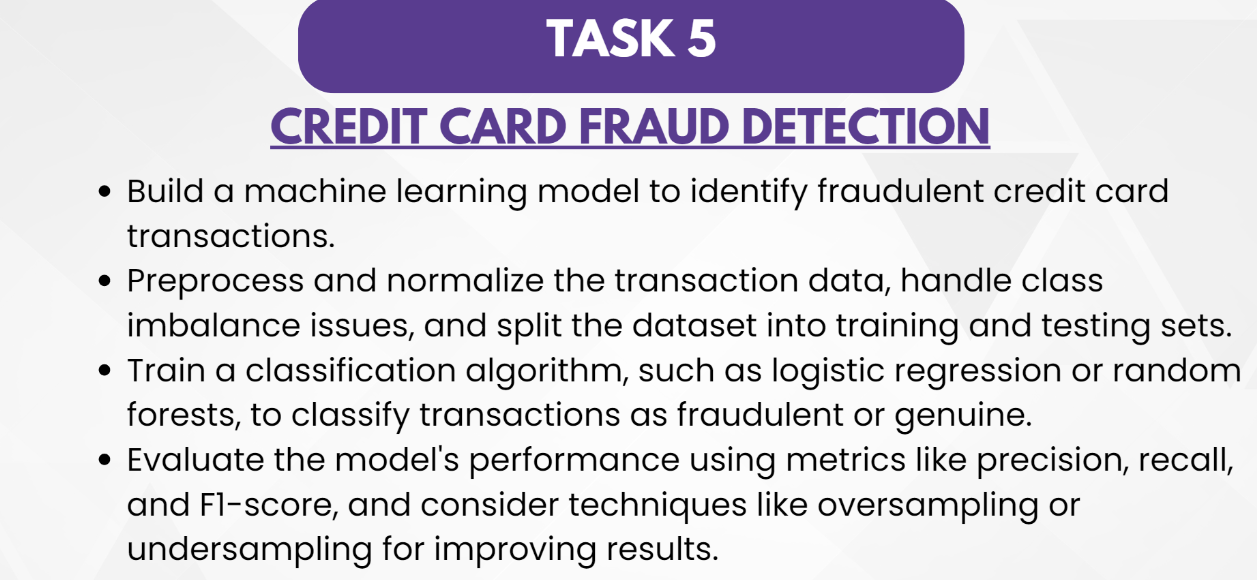 TASK 5
CREDIT CARD FRAUD DETECTION
• Build a machine learning model to identify fraudulent credit card
transactions.
• Preprocess and normalize the transaction data, handle class
imbalance issues, and split the dataset into training and testing sets.
• Train a classification algorithm, such as logistic regression or random
forests, to classify transactions as fraudulent or genuine.
• Evaluate the model's performance using metrics like precision, recall,
and F1-score, and consider techniques like oversampling or
undersampling for improving results.